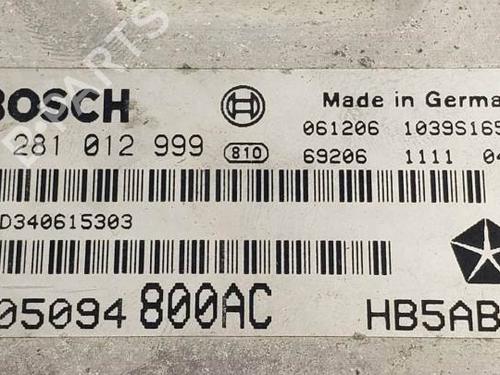 BOSCH
Made in Germa
281 012 999
810
061206 1039S165
69206 1111 04
D340615303
05094 800AC
HB5AB